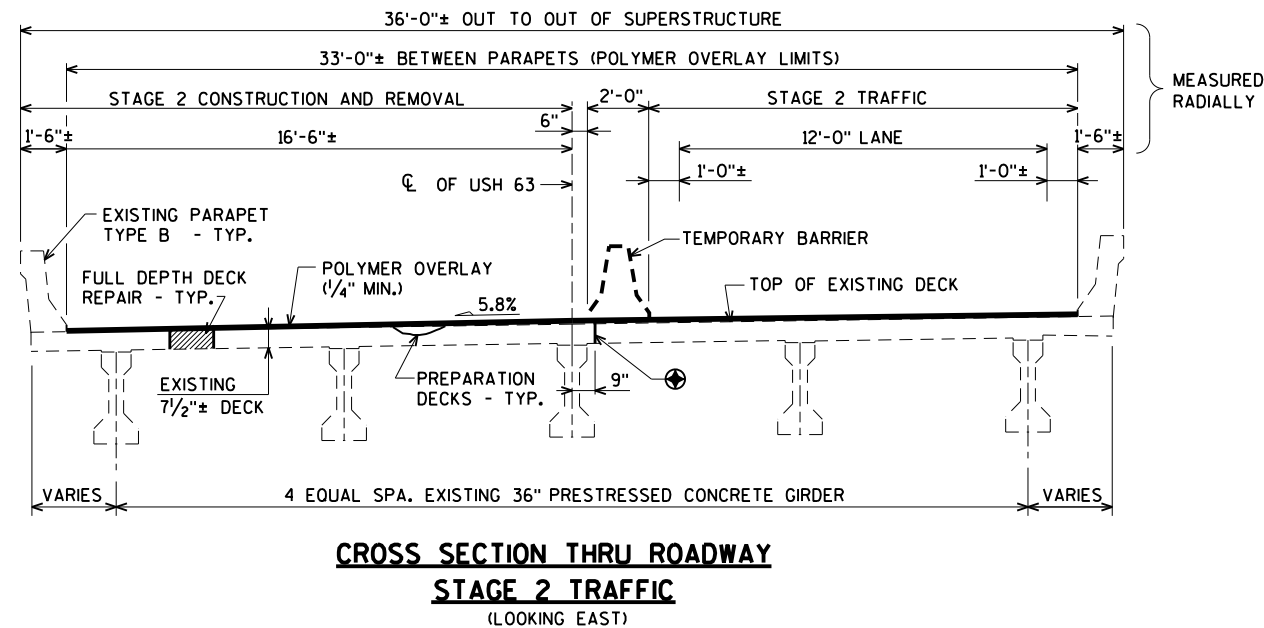 36'-0"± OUT TO OUT OF SUPERSTRUCTURE
33'-0"± BETWEEN PARAPETS (POLYMER OVERLAY LIMITS)
MEASURED
RADIALLY
STAGE 2 CONSTRUCTION AND REMOVAL
2'-0"
STAGE 2 TRAFFIC
6"
1'-6"±
16'-6"±
12'-0" LANE
1'-6"±
1'-0"±
1'-0"±
℄ OF USH 63
EXISTING PARAPET
TYPE B - TYP.
TEMPORARY BARRIER
FULL DEPTH DECK
REPAIR - TYP.
POLYMER OVERLAY
(1/4" MIN.)
5.8%
TOP OF EXISTING DECK
EXISTING
7 1/2"± DECK
PREPARATION
DECKS - TYP.
9"
VARIES
4 EQUAL SPA. EXISTING 36" PRESTRESSED CONCRETE GIRDER
VARIES
CROSS SECTION THRU ROADWAY
STAGE 2 TRAFFIC
(LOOKING EAST)